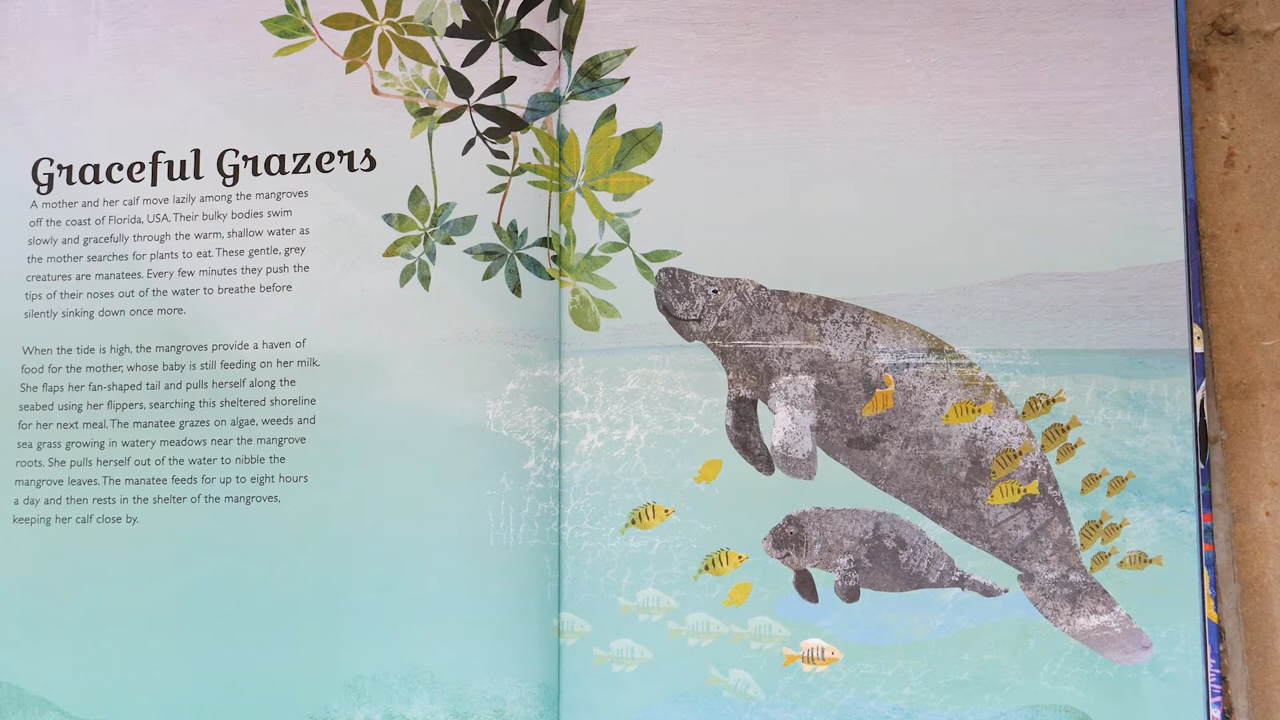 Graceful Grazers
A mother and her calf move lazily among the mangroves
off the coast of Florida, USA. Their bulky bodies swim
slowly and gracefully through the warm, shallow water as
the mother searches for plants to eat. These gentle, grey
creatures are manatees. Every few minutes they push the
tips of their noses out of the water to breathe before
silently sinking down once more.
When the tide is high, the mangroves provide a haven of
food for the mother, whose baby is still feeding on her milk.
She flaps her fan-shaped tail and pulls herself along the
seabed using her flippers, searching this sheltered shoreline
for her next meal. The manatee grazes on algae, weeds and
sea grass growing in watery meadows near the mangrove
roots. She pulls herself out of the water to nibble the
mangrove leaves. The manatee feeds for up to eight hours
a day and then rests in the shelter of the mangroves,
keeping her calf close by.